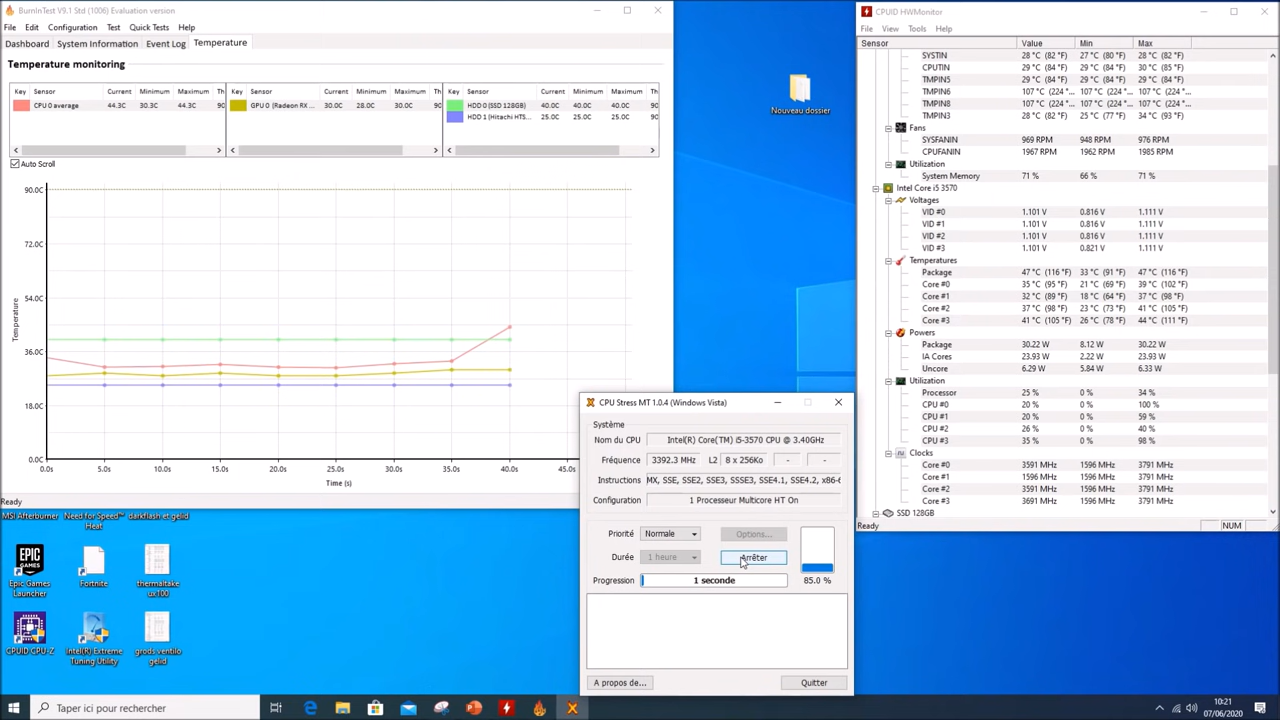 BurnInTest V9.1 Std (1006) Evaluation version
File Edit Configuration Test Quick Tests Help
Dashboard System Information Event Log Temperature
Temperature monitoring
Key Sensor Current Minimum Maximum Th
CPU 0 average 44.3C 30.3C 44.3C 90
Key Sensor Current Minimum Maximum Th
GPU 0 (Radeon RX ... 30.0C 28.0C 30.0C 90
Key Sensor Current Minimum Maximum Th
HDD 0 (SSD 128GB) 40.0C 40.0C 40.0C 90
HDD 1 (Hitachi HTS... 25.0C 25.0C 25.0C 90
Auto Scroll
90.0C
72.0C
54.0C
36.0C
18.0C
0.0C
Temperature
0.0s 5.0s 10.0s 15.0s 20.0s 25.0s 30.0s 35.0s 40.0s 45.0s
Time (s)
Ready
Nouveau dossier
CPUID HWMonitor
File View Tools Help
Sensor Value Min Max
SYSTIN 28 °C (82 °F) 27 °C (80 °F) 28 °C (82 °F)
CPUTIN 29 °C (84 °F) 29 °C (84 °F) 30 °C (85 °F)
TMPIN5 29 °C (84 °F) 29 °C (84 °F) 29 °C (84 °F)
TMPIN6 107 °C (224 °... 107 °C (224 °... 107 °C (224 °...
TMPIN8 107 °C (224 °... 107 °C (224 °... 107 °C (224 °...
TMPIN3 28 °C (82 °F) 25 °C (77 °F) 34 °C (93 °F)
Fans
SYSFANIN 969 RPM 948 RPM 976 RPM
CPUFANIN 1967 RPM 1962 RPM 1985 RPM
Utilization
System Memory 71 % 66 % 71 %
Intel Core i5 3570
Voltages
VID #0 1.101 V 0.816 V 1.111 V
VID #1 1.101 V 0.816 V 1.111 V
VID #2 1.101 V 0.816 V 1.111 V
VID #3 1.101 V 0.821 V 1.111 V
Temperatures
Package 47 °C (116 °F) 33 °C (91 °F) 47 °C (116 °F)
Core #0 35 °C (95 °F) 21 °C (69 °F) 39 °C (102 °F)
Core #1 32 °C (89 °F) 18 °C (64 °F) 37 °C (98 °F)
Core #2 37 °C (98 °F) 23 °C (73 °F) 41 °C (105 °F)
Core #3 41 °C (105 °F) 26 °C (78 °F) 44 °C (111 °F)
Powers
Package 30.22 W 8.12 W 30.22 W
IA Cores 23.93 W 2.22 W 23.93 W
Uncore 6.29 W 5.84 W 6.33 W
Utilization
Processor 25 % 0 % 34 %
CPU #0 20 % 0 % 100 %
CPU #1 20 % 0 % 59 %
CPU #2 26 % 0 % 40 %
CPU #3 35 % 0 % 98 %
Clocks
Core #0 3591 MHz 1596 MHz 3791 MHz
Core #1 3591 MHz 1596 MHz 3791 MHz
Core #2 3591 MHz 1596 MHz 3791 MHz
Core #3 3591 MHz 1596 MHz 3791 MHz
SSD 128GB
Ready NUM
CPU Stress MT 1.0.4 (Windows Vista)
Système
Nom du CPU Intel(R) Core(TM) i5-3570 CPU @ 3.40GHz
Fréquence 3392.3 MHz L2 8 x 256Ko - -
Instructions MX, SSE, SSE2, SSE3, SSSE3, SSE4.1, SSE4.2, x86-6
Configuration 1 Processeur Multicore HT On
Priorité Normale Options...
Durée 1 heure Arrêter
Progression 1 seconde 85.0 %
A propos de... Quitter
MSI Afterburner
Need for Speed™ Heat
darkflash et gelid
EPIC GAMES
Epic Games Launcher
Fortnite
thermaltake ux100
CPUID CPU-Z
Intel(R) Extreme Tuning Utility
grods ventilo gelid
Taper ici pour rechercher
10:21
07/06/2020